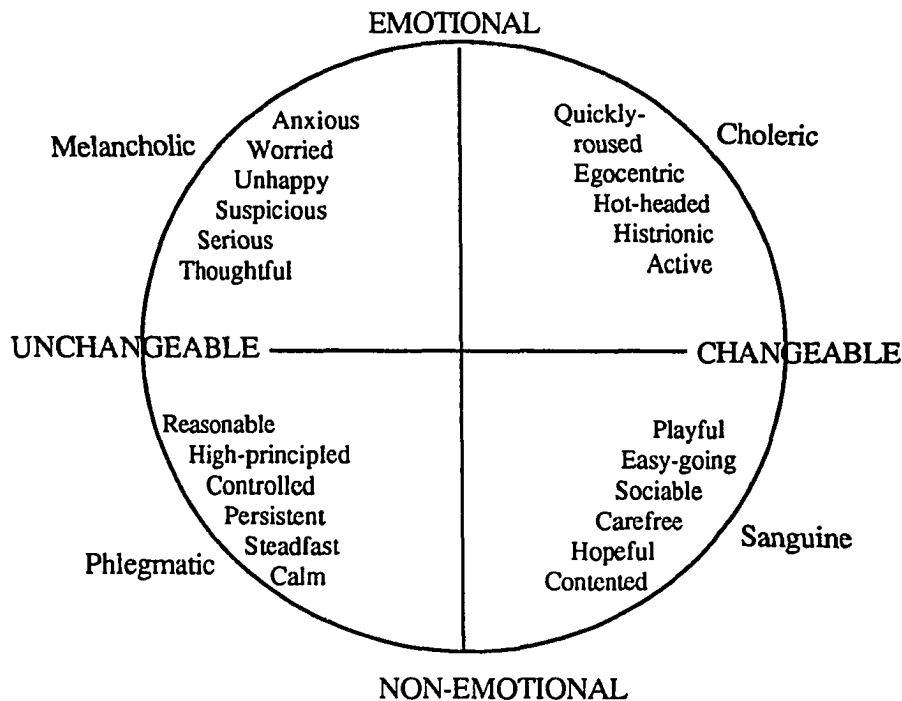 EMOTIONAL
Melancholic
Anxious
Worried
Unhappy
Suspicious
Serious
Thoughtful
Quickly-
roused
Egocentric
Hot-headed
Histrionic
Active
Choleric
UNCHANGEABLE
CHANGEABLE
Reasonable
High-principled
Controlled
Persistent
Steadfast
Calm
Phlegmatic
Playful
Easy-going
Sociable
Carefree
Hopeful
Contented
Sanguine
NON-EMOTIONAL